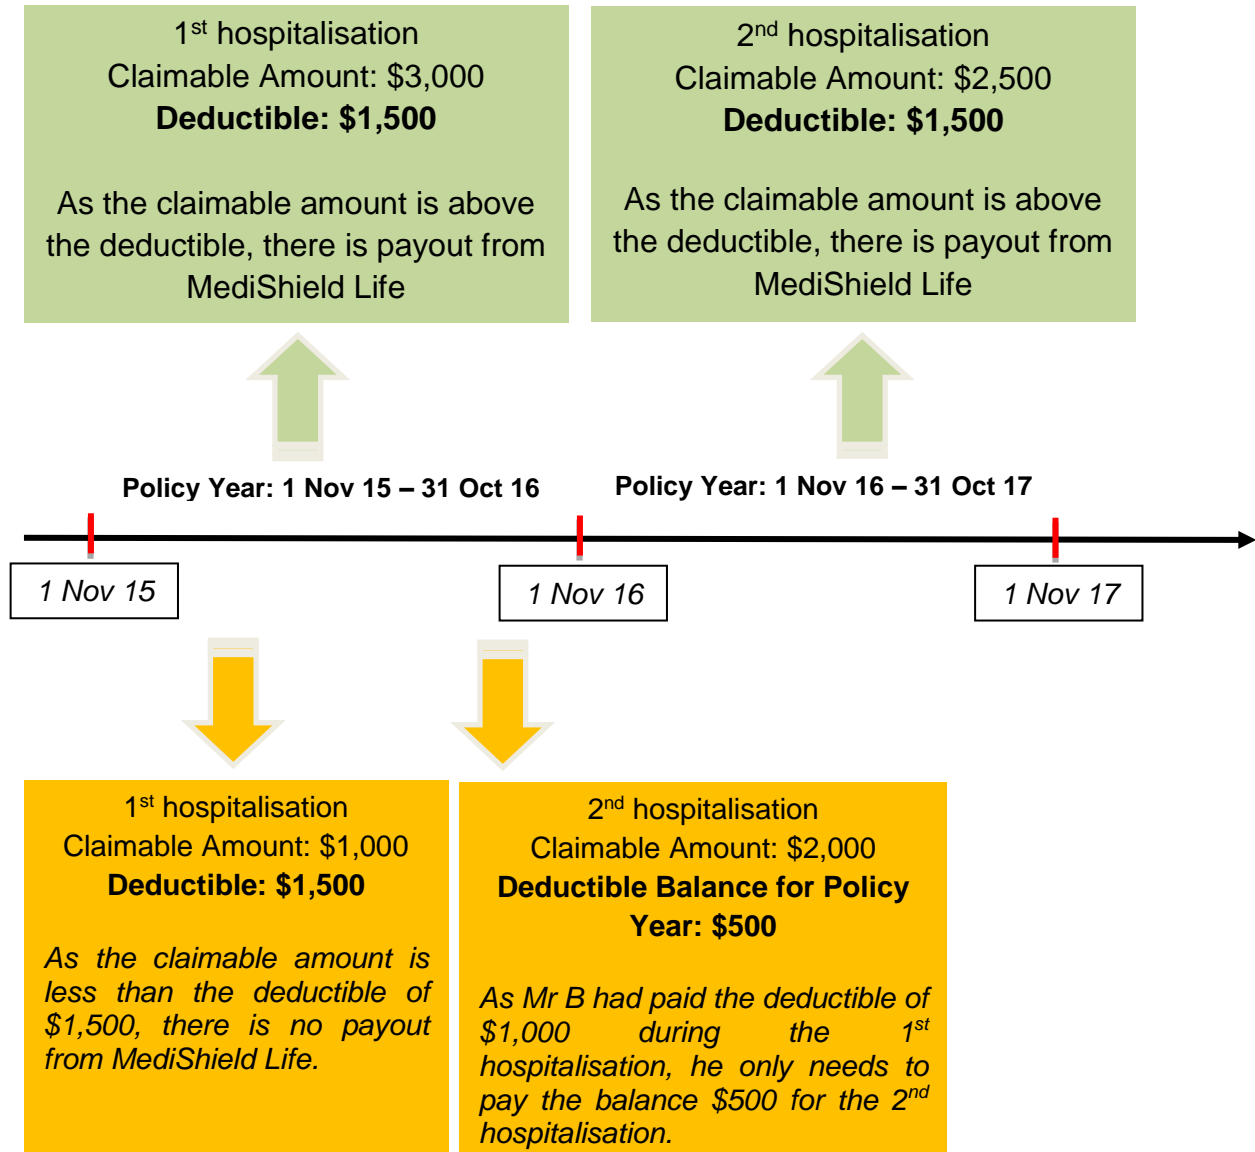 1st hospitalisation
Claimable Amount: $3,000
Deductible: $1,500
As the claimable amount is above
the deductible, there is payout from
MediShield Life
2nd hospitalisation
Claimable Amount: $2,500
Deductible: $1,500
As the claimable amount is above
the deductible, there is payout from
MediShield Life
Policy Year: 1 Nov 15 – 31 Oct 16
Policy Year: 1 Nov 16 – 31 Oct 17
1 Nov 15
1 Nov 16
1 Nov 17
1st hospitalisation
Claimable Amount: $1,000
Deductible: $1,500
As the claimable amount is
less than the deductible of
$1,500, there is no payout
from MediShield Life.
2nd hospitalisation
Claimable Amount: $2,000
Deductible Balance for Policy
Year: $500
As Mr B had paid the deductible of
$1,000 during the 1st
hospitalisation, he only needs to
pay the balance $500 for the 2nd
hospitalisation.